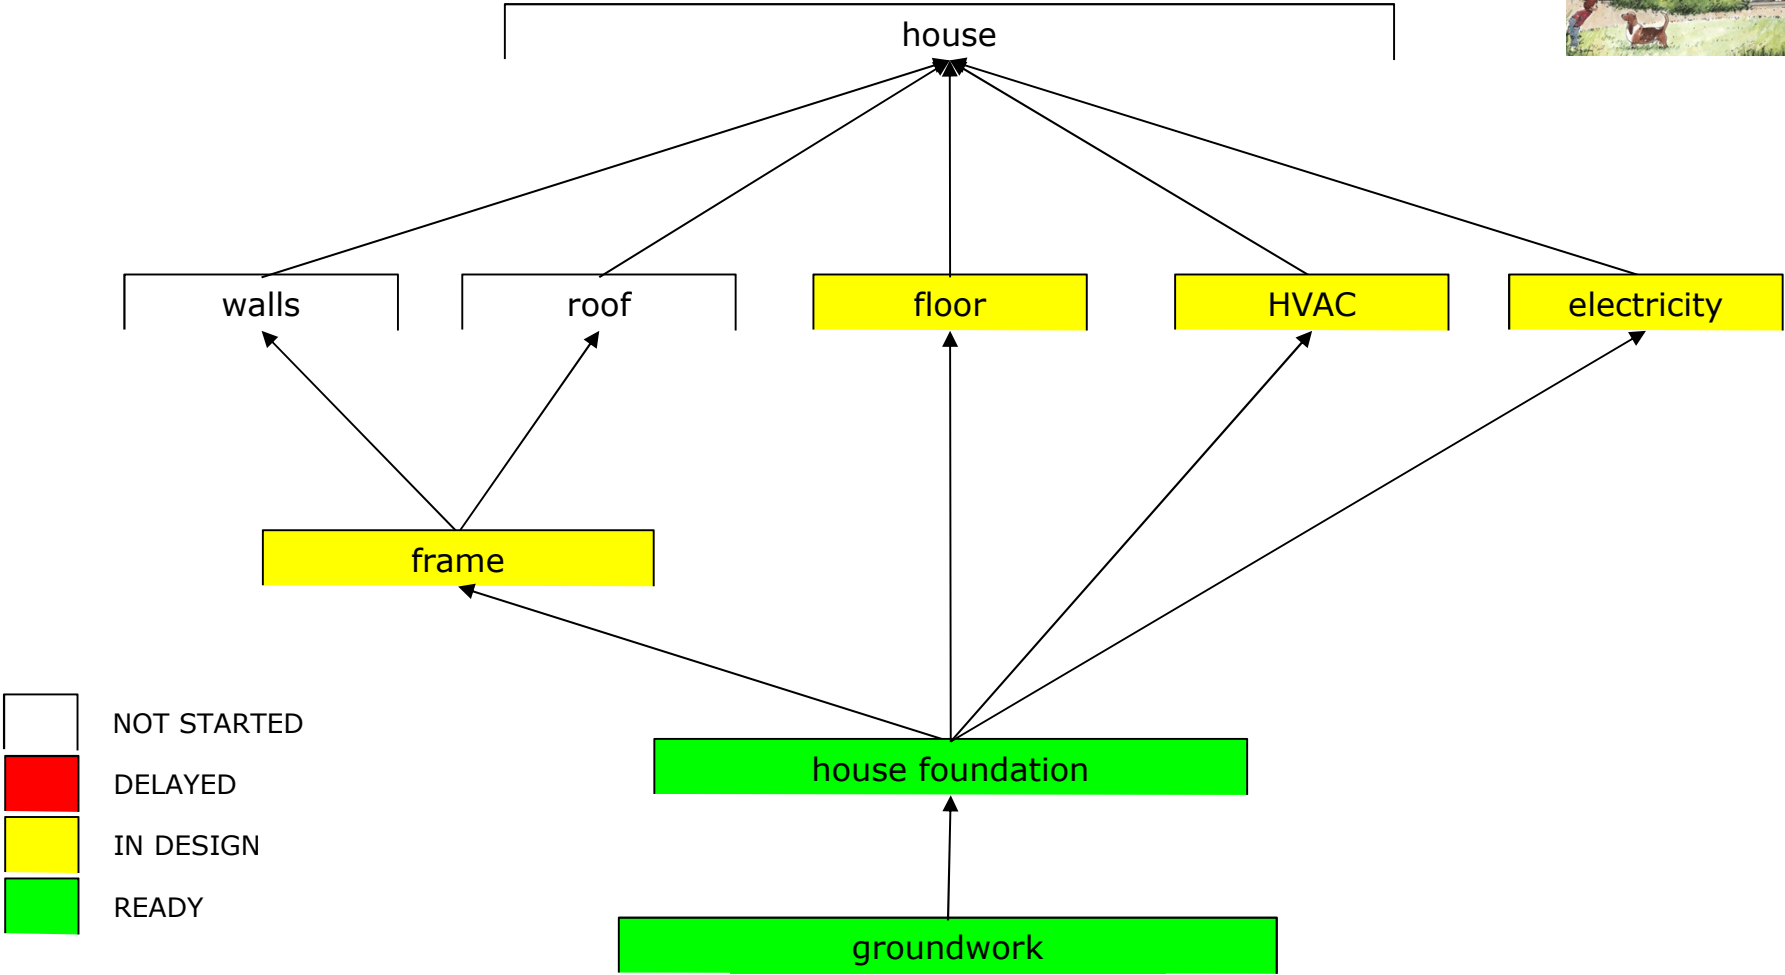 house
walls
roof
floor
HVAC
electricity
frame
NOT STARTED
house foundation
DELAYED
IN DESIGN
READY
groundwork